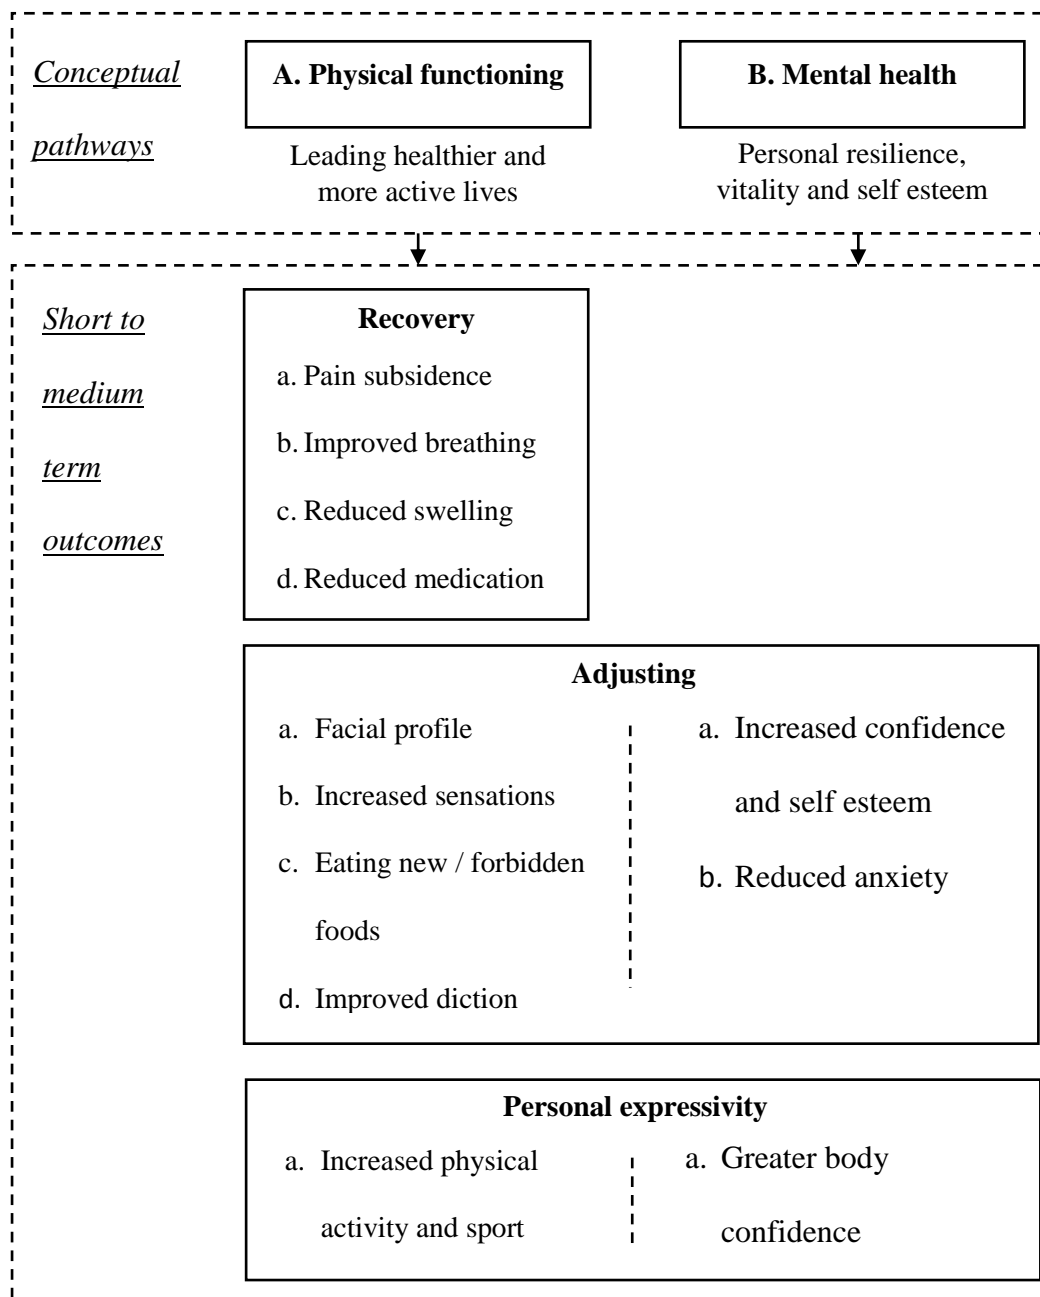 Conceptual
pathways
A. Physical functioning
Leading healthier and
more active lives
B. Mental health
Personal resilience,
vitality and self esteem
Short to
medium
term
outcomes
Recovery
a. Pain subsidence
b. Improved breathing
c. Reduced swelling
d. Reduced medication
Adjusting
a. Facial profile
b. Increased sensations
c. Eating new / forbidden
foods
d. Improved diction
a. Increased confidence
and self esteem
b. Reduced anxiety
Personal expressivity
a. Increased physical
activity and sport
a. Greater body
confidence